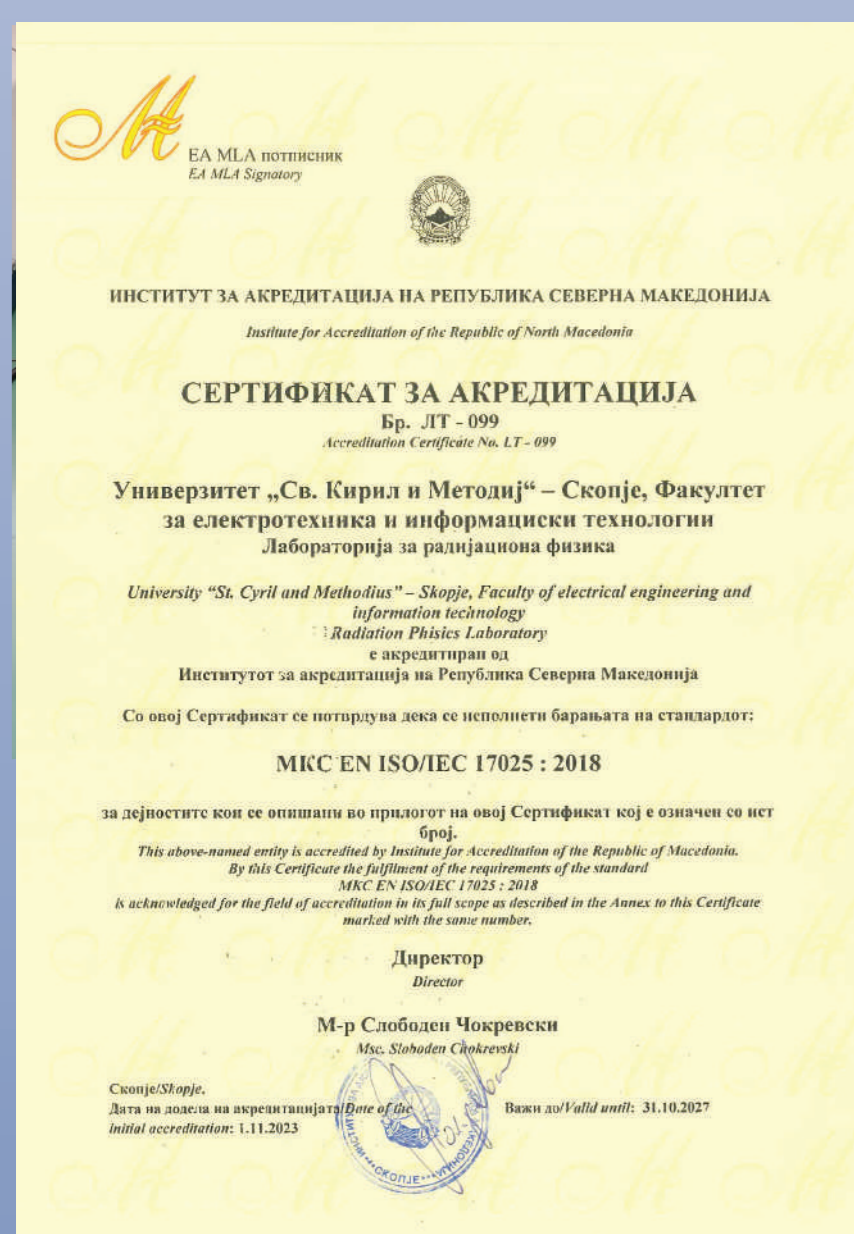 EA MLA потписник
EA MLA Signatory
ИНСТИТУТ ЗА АКРЕДИТАЦИЈА НА РЕПУБЛИКА СЕВЕРНА МАКЕДОНИЈА
Institute for Accreditation of the Republic of North Macedonia
СЕРТИФИКАТ ЗА АКРЕДИТАЦИЈА
Бр. ЛТ - 099
Accreditation Certificate No. LT - 099
Универзитет „Св. Кирил и Методиј“ – Скопје, Факултет
за електротехника и информациски технологии
Лабораторија за радијациона физика
University “St. Cyril and Methodius” – Skopje, Faculty of electrical engineering and
information technology
Radiation Phisics Laboratory
е акредитиран од
Институтот за акредитација на Република Северна Македонија
Со овој Сертификат се потврдува дека се исполнети барањата на стандардот:
МКС EN ISO/IEC 17025 : 2018
за дејностите кои се опишани во прилогот на овој Сертификат кој е означен со ист
број.
This above-named entity is accredited by Institute for Accreditation of the Republic of Macedonia.
By this Certificate the fulfilment of the requirements of the standard
MKC EN ISO/IEC 17025 : 2018
is acknowledged for the field of accreditation in its full scope as described in the Annex to this Certificate
marked with the same number.
Директор
Director
М-р Слободен Чокревски
Msc. Sloboden Chokrevski
Скопје/Skopje,
Дата на додела на акредитацијата/Date of the
initial accreditation: 1.11.2023
Важи до/Valid until: 31.10.2027
СКОПЈЕ